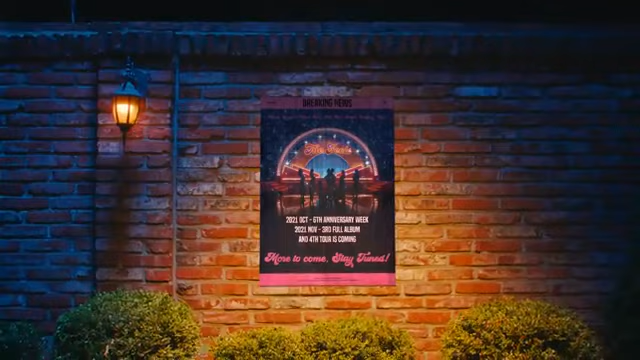 BREAKING NEWS
2021 OCT - 6TH ANNIVERSARY WEEK
2021 NOV - 3RD FULL ALBUM
AND 4TH TOUR IS COMING
More to come, Stay Tuned!